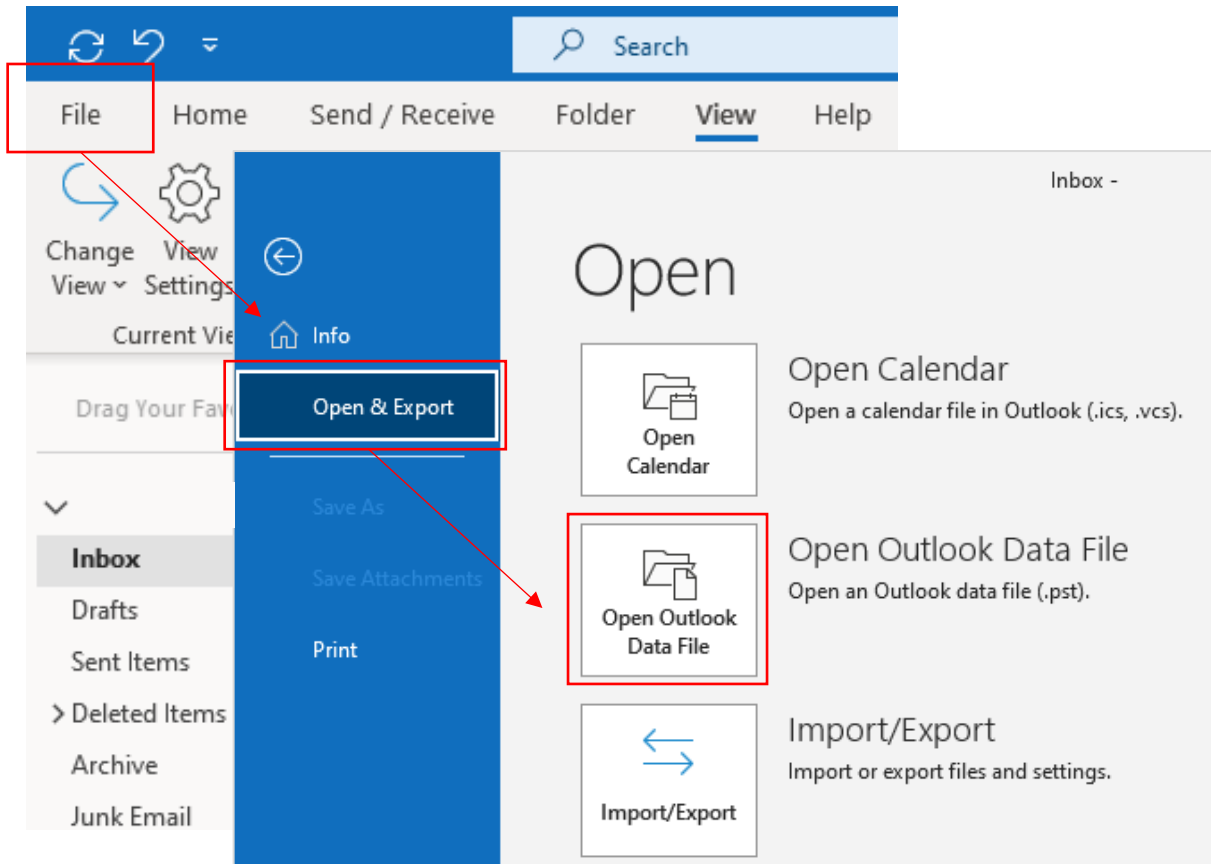 Search
File Home Send / Receive Folder View Help
Change View
View Settings
Current Vie
Drag Your Fav
Inbox
Drafts
Sent Items
Deleted Items
Archive
Junk Email
Info
Open & Export
Save As
Save Attachments
Print
Inbox -
Open
Open
Calendar
Open Calendar
Open a calendar file in Outlook (.ics, .vcs).
Open Outlook
Data File
Open Outlook Data File
Open an Outlook data file (.pst).
Import/Export
Import/Export
Import or export files and settings.